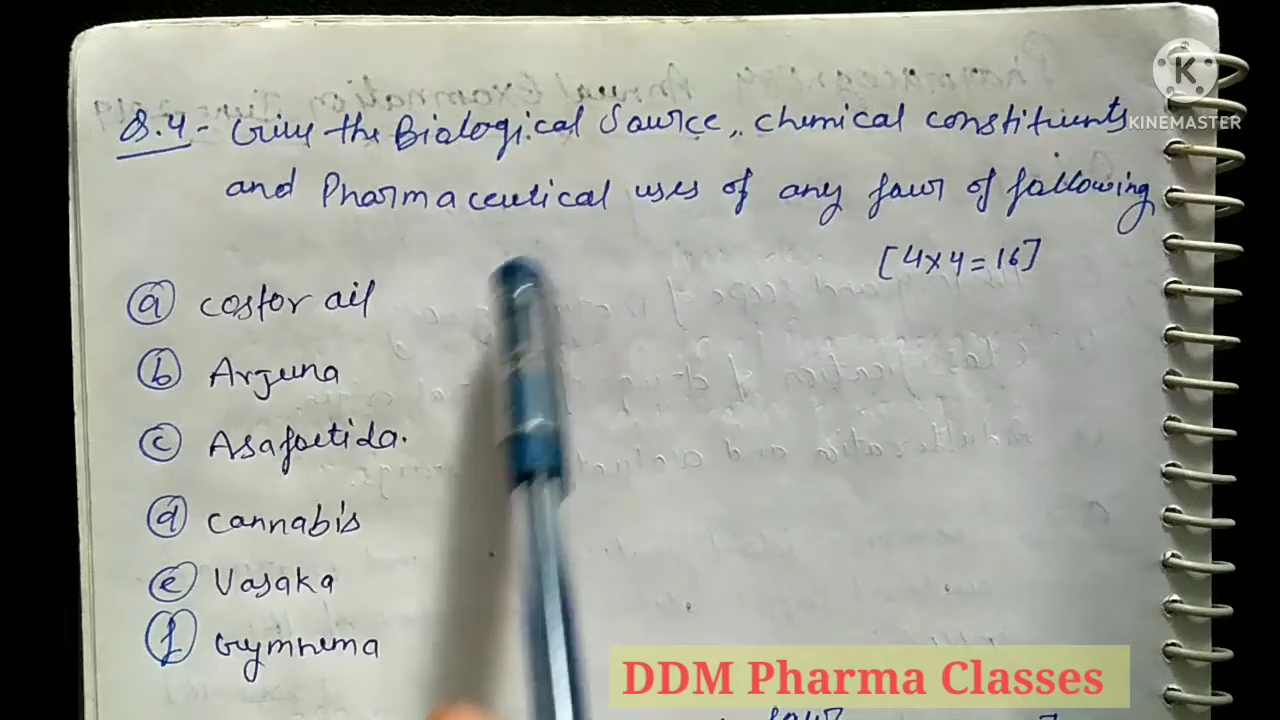 Q.4 - Give the Biological Source, chemical constituents
and Pharmaceutical uses of any four of following
[4x4=16]
(a) castor oil
(b) Arjuna
(c) Asafoetida.
(d) cannabis
(e) Vasaka
(f) Gymnema
DDM Pharma Classes
four
K
KINEMASTER